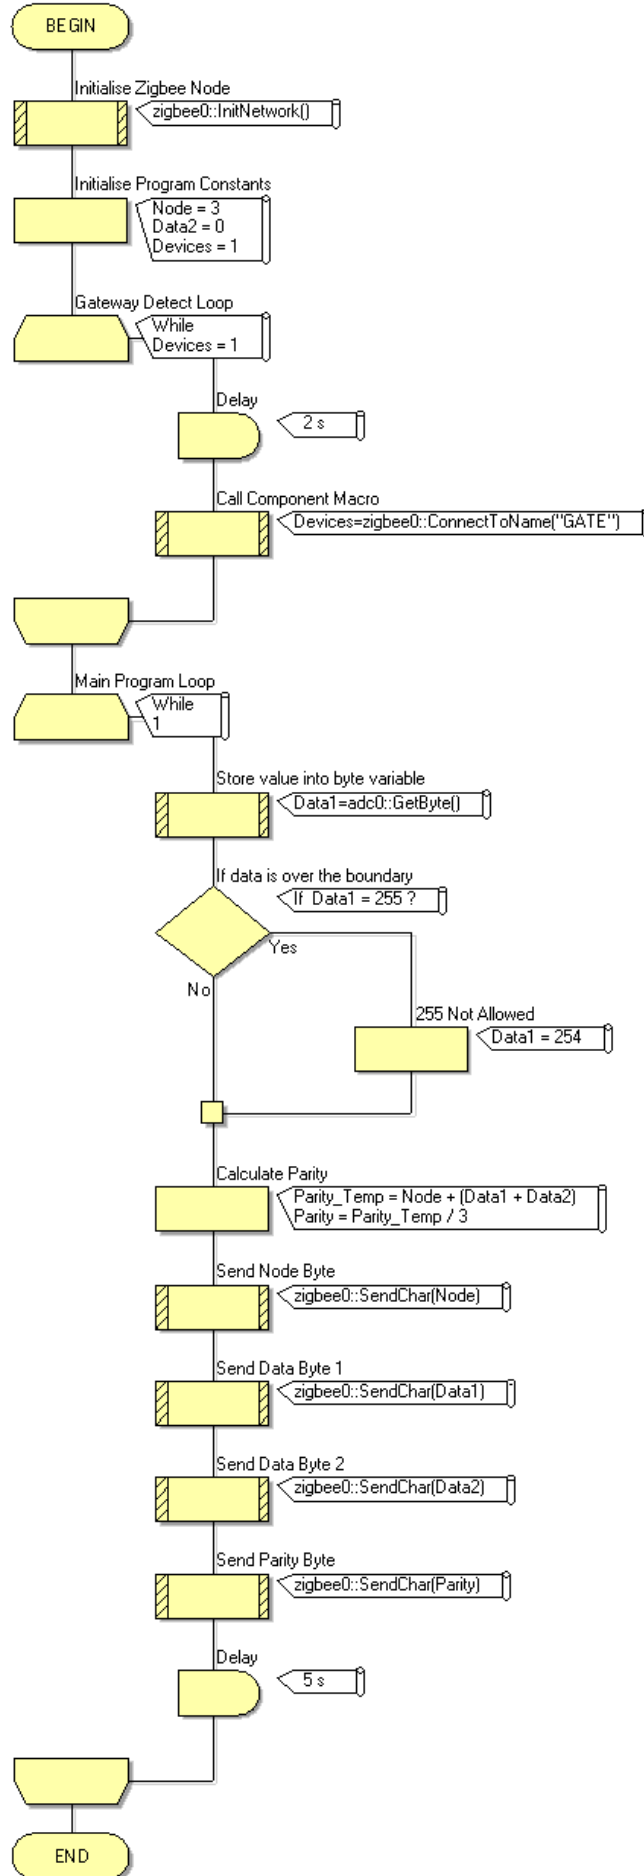 BEGIN
Initialise Zigbee Node
zigbee0::InitNetwork()
Initialise Program Constants
Node = 3
Data2 = 0
Devices = 1
Gateway Detect Loop
While
Devices = 1
Delay
2 s
Call Component Macro
Devices=zigbee0::ConnectToName("GATE")
Main Program Loop
While
1
Store value into byte variable
Data1=adc0::GetByte()
If data is over the boundary
If Data1 = 255 ?
Yes
No
255 Not Allowed
Data1 = 254
Calculate Parity
Parity_Temp = Node + (Data1 + Data2)
Parity = Parity_Temp / 3
Send Node Byte
zigbee0::SendChar(Node)
Send Data Byte 1
zigbee0::SendChar(Data1)
Send Data Byte 2
zigbee0::SendChar(Data2)
Send Parity Byte
zigbee0::SendChar(Parity)
Delay
5 s
END